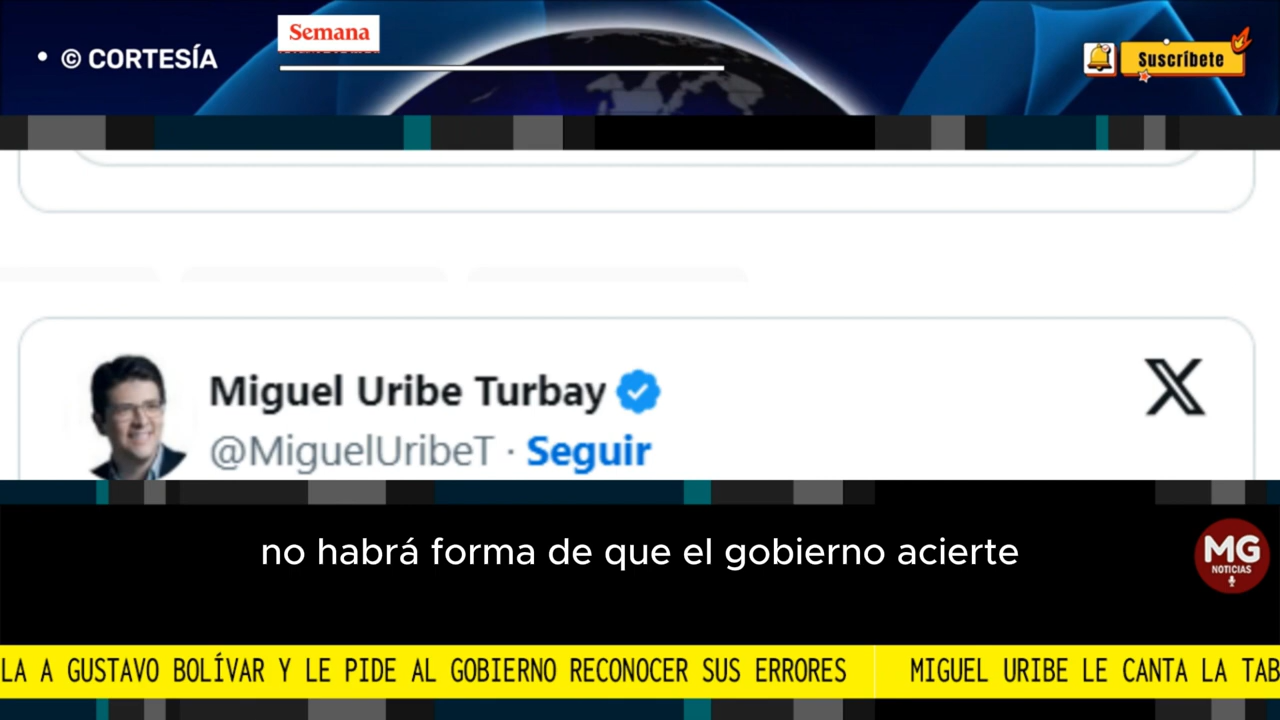 Semana
• © CORTESÍA
Suscríbete
Miguel Uribe Turbay
@MiguelUribeT · Seguir
no habrá forma de que el gobierno acierte
MG
NOTICIAS
LA A GUSTAVO BOLÍVAR Y LE PIDE AL GOBIERNO RECONOCER SUS ERRORES
MIGUEL URIBE LE CANTA LA TAB